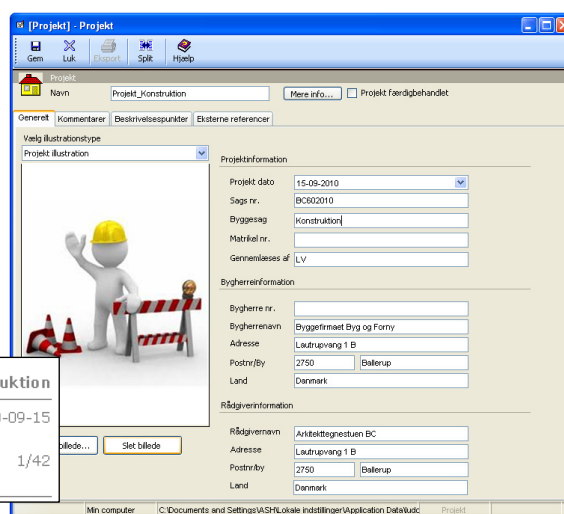 [Projekt] - Projekt
Gem Luk Eksport Split Hjælp
Projekt
Navn Projekt_Konstruktion Mere info... Projekt færdigbehandlet
Generelt Kommentarer Beskrivelsespunkter Eksterne referencer
Vælg illustrationstype
Projekt illustration
Projektinformation
Projekt dato 15-09-2010
Sags nr. BC602010
Byggesag Konstruktion
Matrikel nr.
Gennemlæses af LV
Bygherreinformation
Bygherre nr.
Bygherrenavn Byggefirmaet Byg og Forny
Adresse Lautrupvang 1 B
Postnr/By 2750 Ballerup
Land Danmark
Rådgiverinformation
Rådgivernavn Arkitekttegnestuen BC
Adresse Lautrupvang 1 B
Postnr/by 2750 Ballerup
Land Danmark
uktion
-09-15
1/42
billede... Slet billede
Min computer C:\Documents and Settings\ASH\Lokale indstillinger\Application Data\ludc Projekt